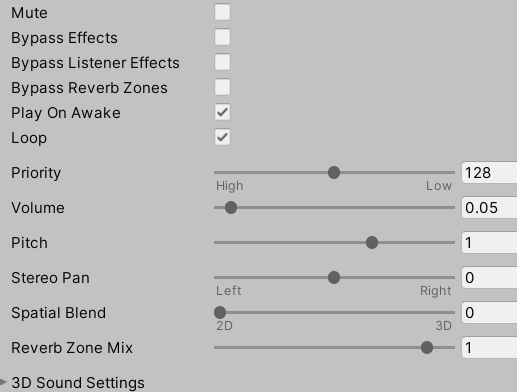 Mute
Bypass Effects
Bypass Listener Effects
Bypass Reverb Zones
Play On Awake
Loop
Priority 128
High Low
Volume 0.05
Pitch 1
Stereo Pan 0
Left Right
Spatial Blend 0
2D 3D
Reverb Zone Mix 1
3D Sound Settings